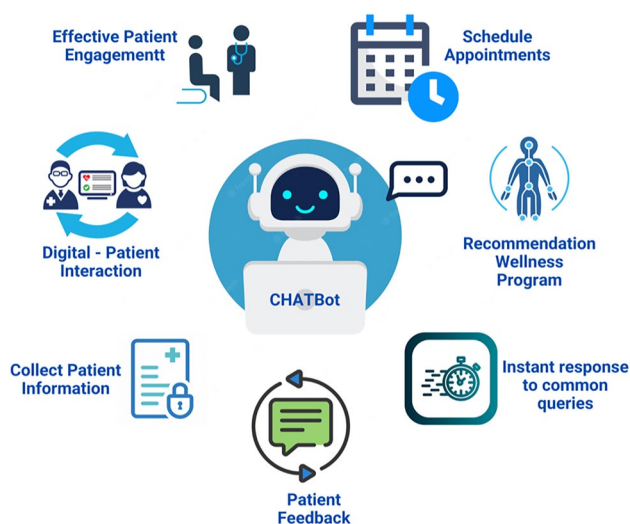 Effective Patient
Engagementt
Schedule
Appointments
Digital - Patient
Interaction
CHATBot
Recommendation
Wellness
Program
Collect Patient
Information
Instant response
to common
queries
Patient
Feedback